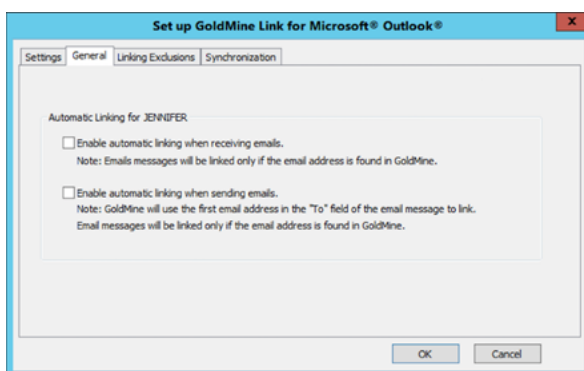 Set up GoldMine Link for Microsoft® Outlook®
x
Settings General Linking Exclusions Synchronization
Automatic Linking for JENNIFER
Enable automatic linking when receiving emails.
Note: Emails messages will be linked only if the email address is found in GoldMine.
Enable automatic linking when sending emails.
Note: GoldMine will use the first email address in the "To" field of the email message to link.
Email messages will be linked only if the email address is found in GoldMine.
OK Cancel